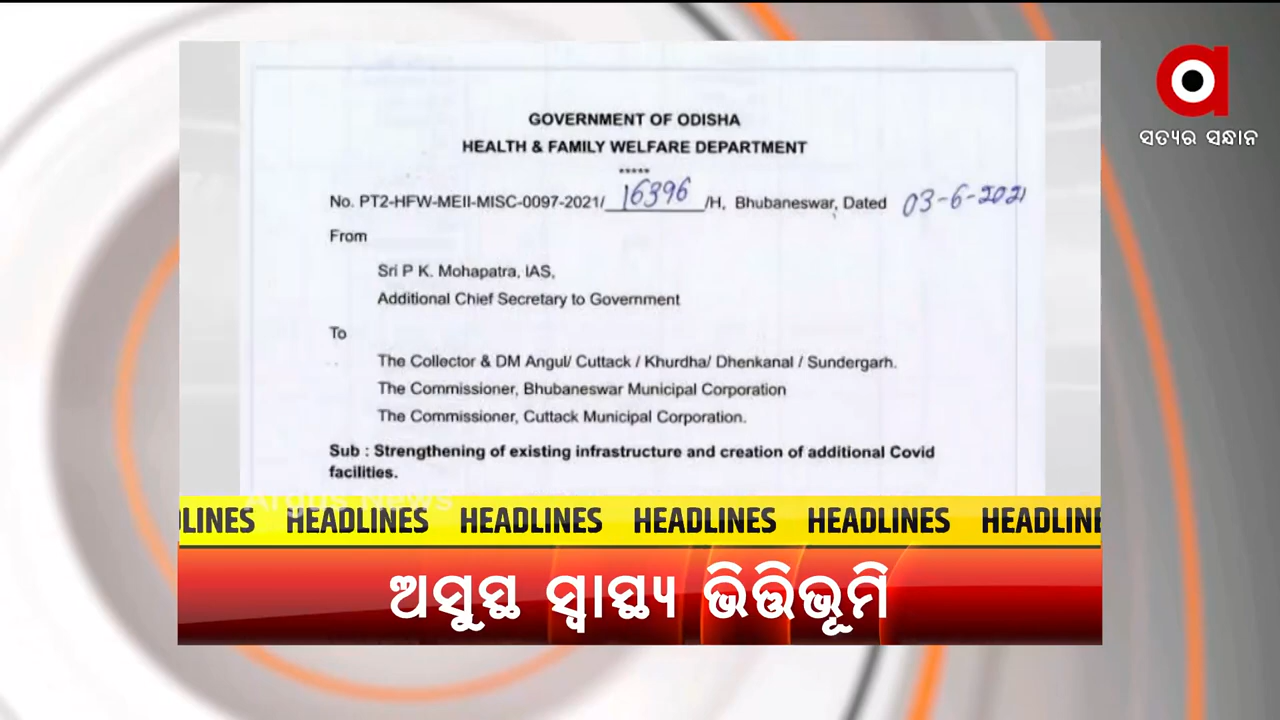 GOVERNMENT OF ODISHA
HEALTH & FAMILY WELFARE DEPARTMENT
*****
No. PT2-HFW-MEII-MISC-0097-2021/ 16396 /H, Bhubaneswar, Dated 03-6-2021
From
Sri P K. Mohapatra, IAS,
Additional Chief Secretary to Government
To
The Collector & DM Angul/ Cuttack / Khurdha/ Dhenkanal / Sundergarh.
The Commissioner, Bhubaneswar Municipal Corporation
The Commissioner, Cuttack Municipal Corporation.
Sub : Strengthening of existing infrastructure and creation of additional Covid
facilities.
a
ସତ୍ୟର ସନ୍ଧାନ
Argus News
LINES HEADLINES HEADLINES HEADLINES HEADLINES HEADLINE
ଅସୁସ୍ଥ ସ୍ୱାସ୍ଥ୍ୟ ଭିତ୍ତିଭୂମି